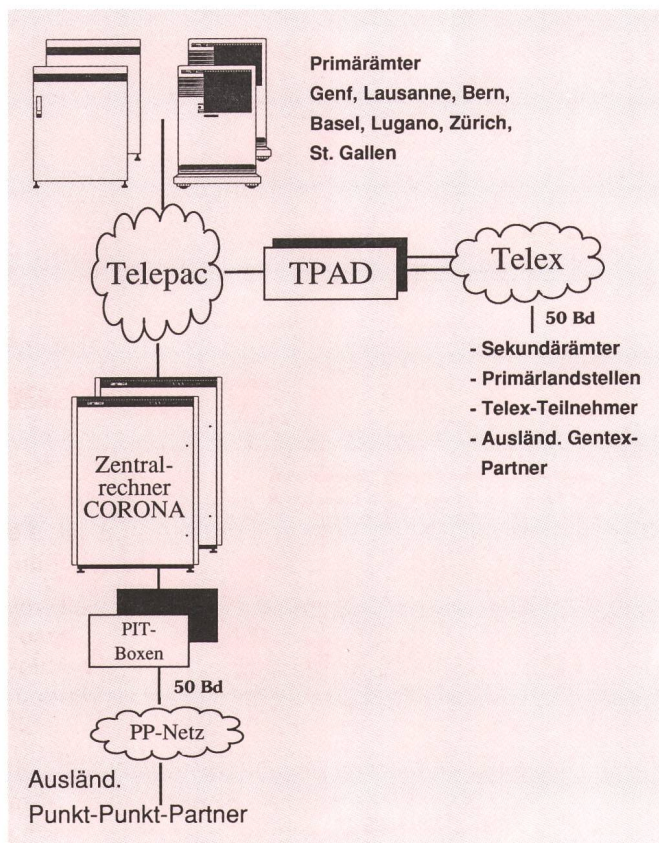 Primärämter
Genf, Lausanne, Bern,
Basel, Lugano, Zürich,
St. Gallen
Telepac
TPAD
Telex
50 Bd
- Sekundärämter
- Primärlandstellen
- Telex-Teilnehmer
- Ausländ. Gentex-
Partner
Zentral-
rechner
CORONA
PIT-
Boxen
50 Bd
PP-Netz
Ausländ.
Punkt-Punkt-Partner